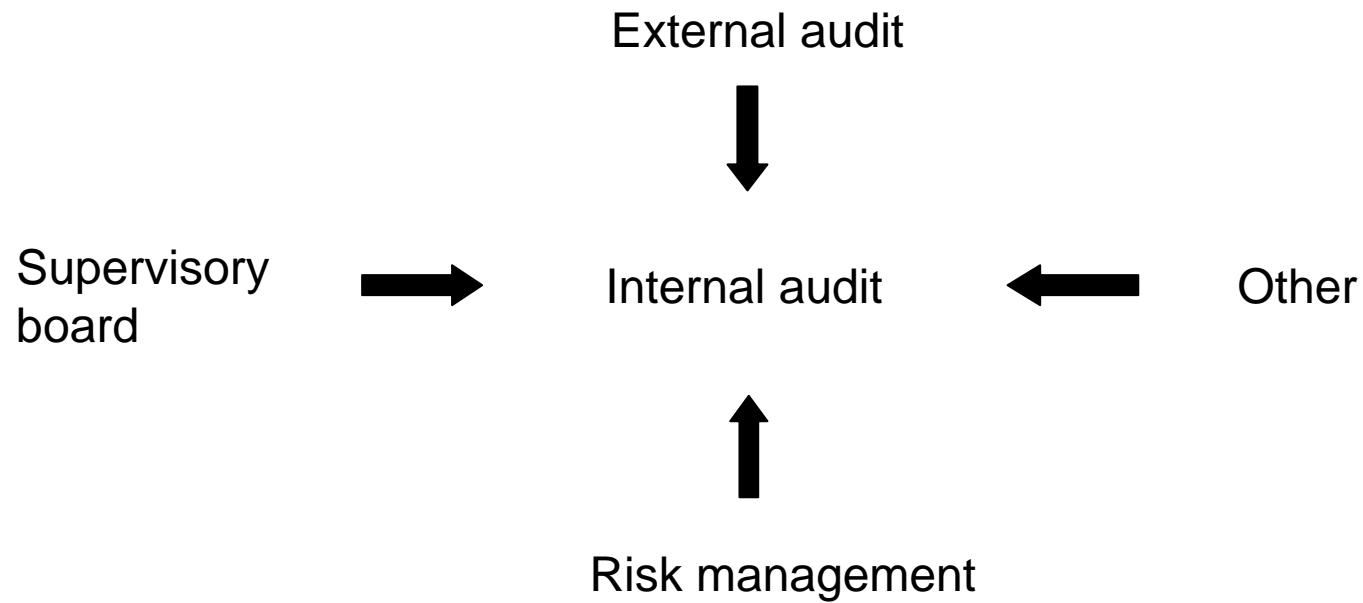 External audit
Supervisory
board
Internal audit
Other
Risk management